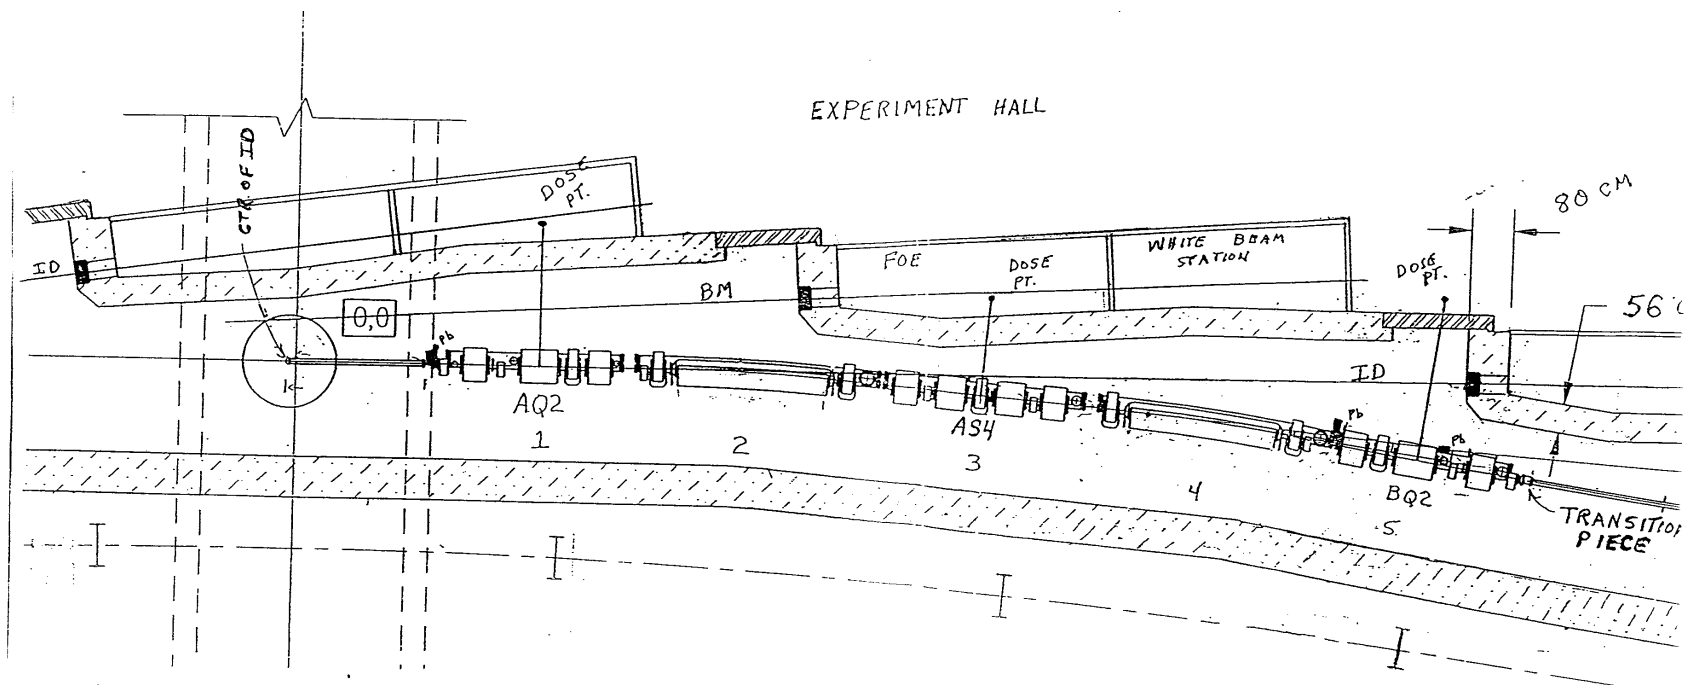 EXPERIMENT HALL
CTR OF ID
DOSE
PT.
80 CM
ID
0,0
BM
FOE
DOSE
PT.
WHITE BEAM
STATION
DOSE
PT.
Pb
ID
AQ2
1
2
AS4
3
4
Pb
Pb
BQ2
5
TRANSITION
PIECE